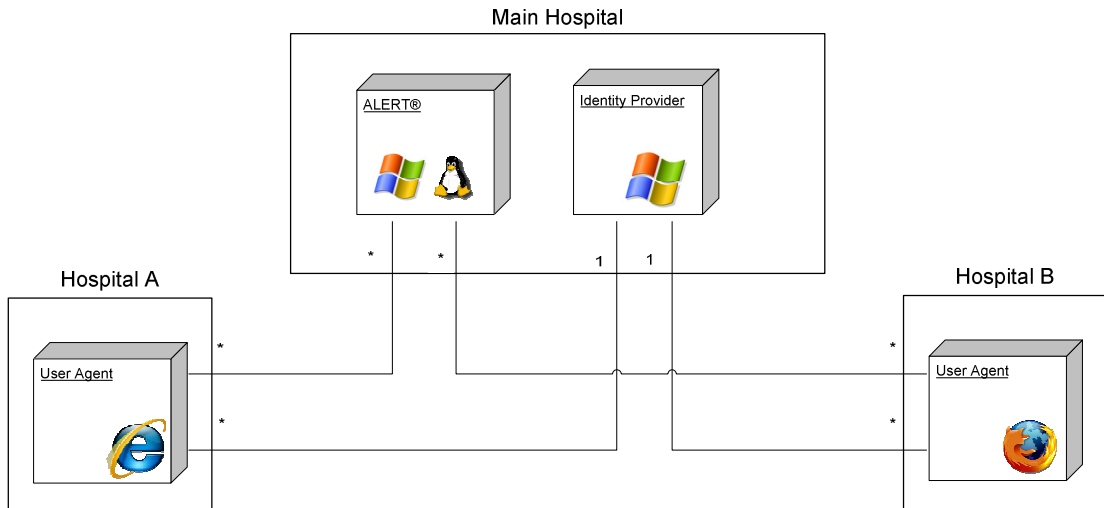 Main Hospital
ALERT®
Identity Provider
* * 1 1
Hospital A
Hospital B
* *
User Agent
User Agent
* *